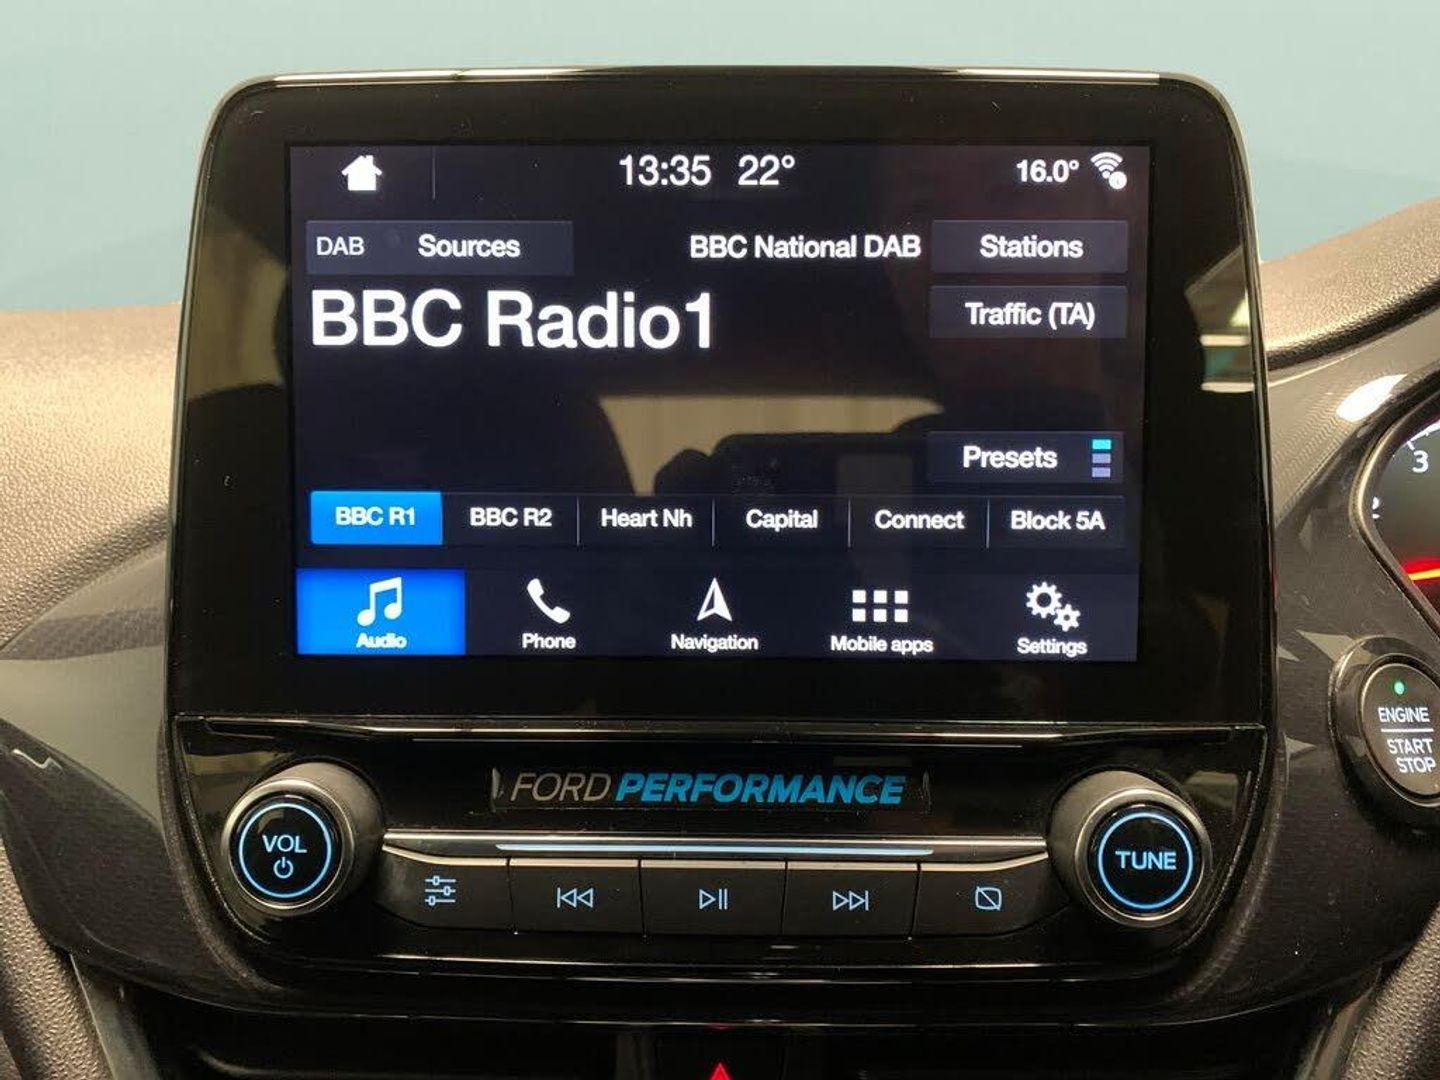 13:35 22° 16.0°
DAB Sources BBC National DAB Stations
BBC Radio1 Traffic (TA)
Presets
BBC R1 BBC R2 Heart Nh Capital Connect Block 5A
Audio Phone Navigation Mobile apps Settings
FORD PERFORMANCE
VOL
TUNE
3
2
ENGINE
START
STOP